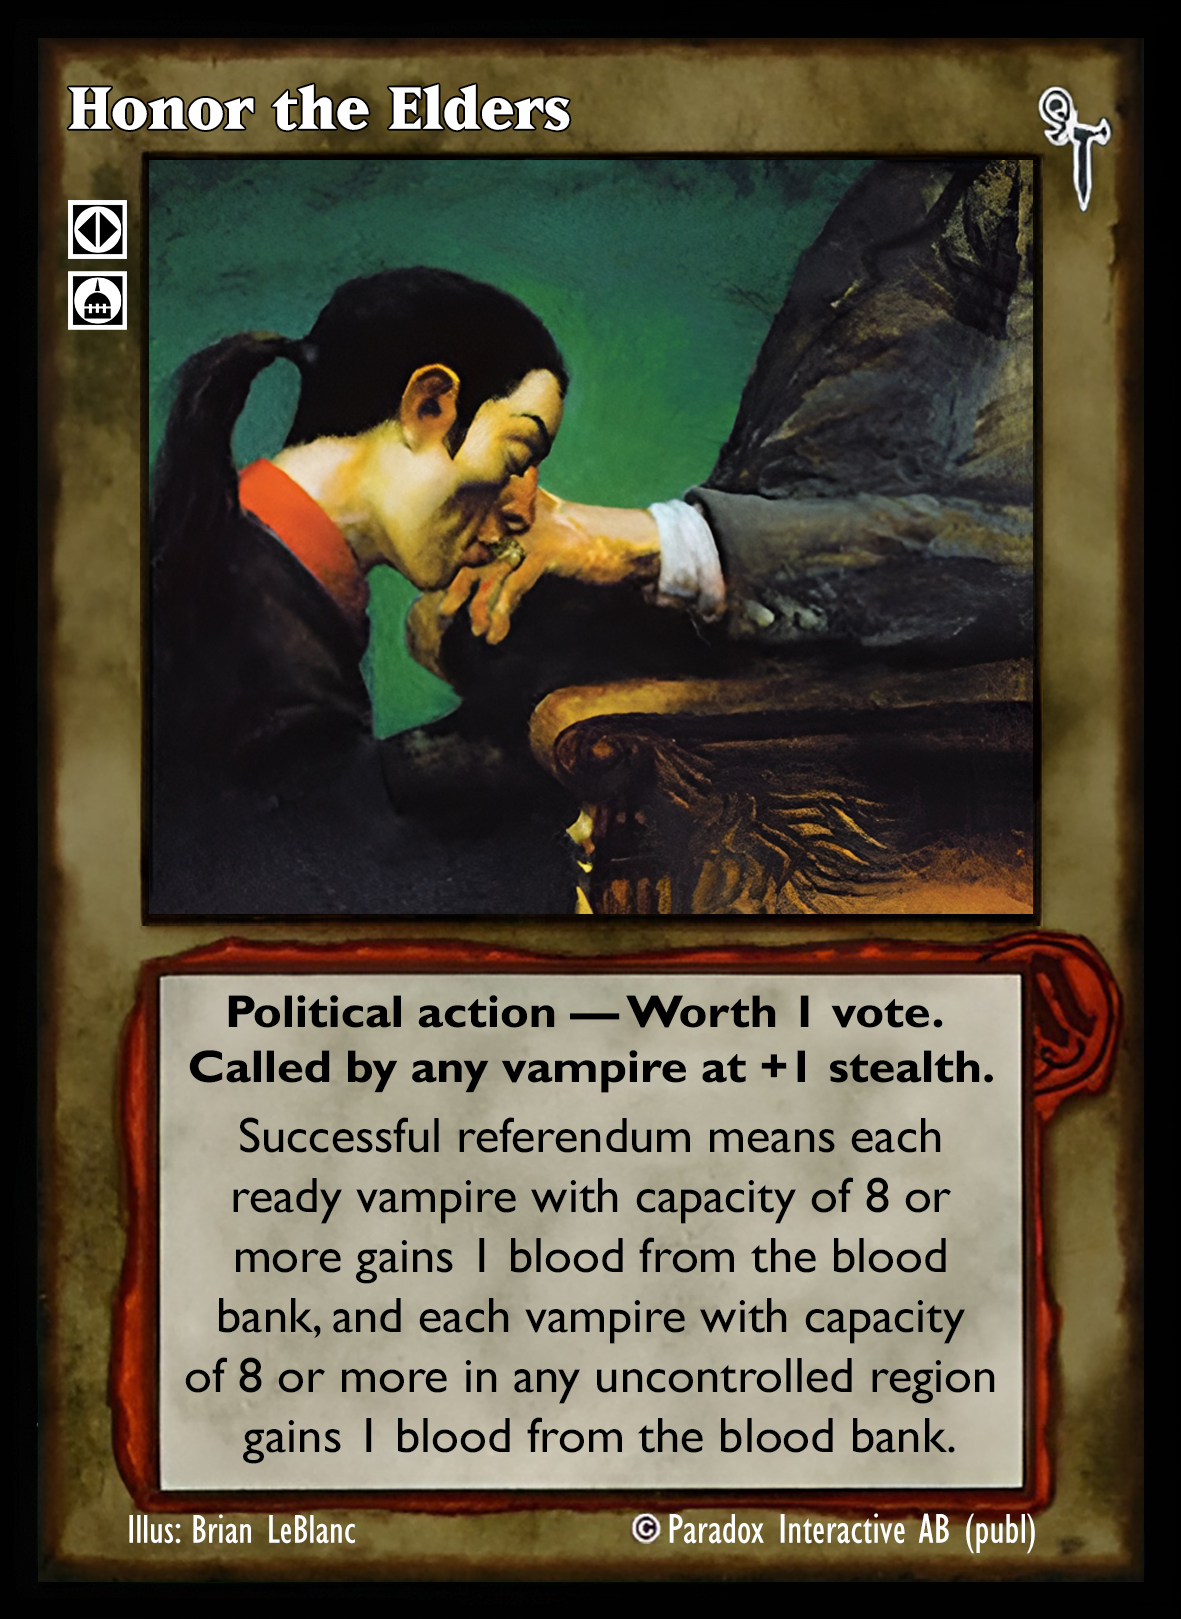 Honor the Elders
Political action — Worth 1 vote.
Called by any vampire at +1 stealth.
Successful referendum means each
ready vampire with capacity of 8 or
more gains 1 blood from the blood
bank, and each vampire with capacity
of 8 or more in any uncontrolled region
gains 1 blood from the blood bank.
Illus: Brian LeBlanc
© Paradox Interactive AB (publ)